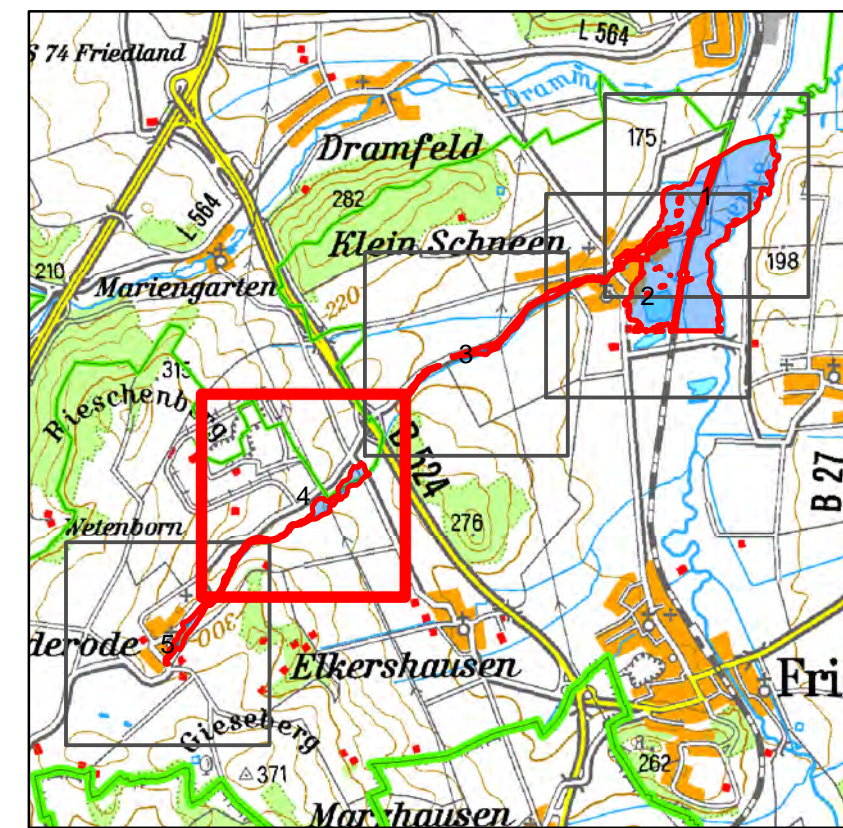 S 74 Friedland
L 564
Dramme
Dramfeld
175
1
282
L 564
Klein Schneen
198
210
Mariengarten
220
2
3
315
Rieschenberg
B 27
4
L 524
276
Wetenborn
300
derode
5
Elkershausen
Fri
Gieseberg
371
262
Marzhausen